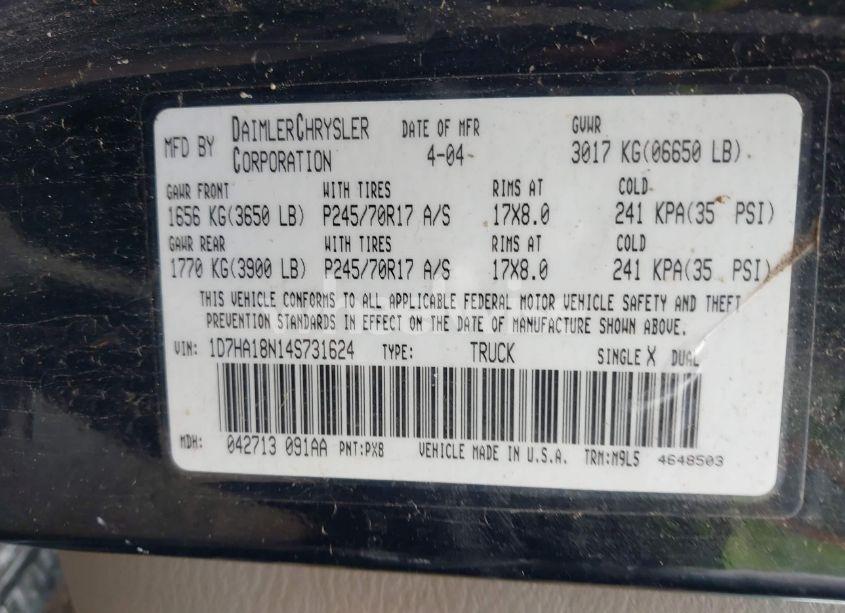 MFD BY DAIMLERCHRYSLER CORPORATION DATE OF MFR 4-04 GVWR 3017 KG(06650 LB)
GAWR FRONT WITH TIRES RIMS AT COLD
1656 KG(3650 LB) P245/70R17 A/S 17X8.0 241 KPA(35 PSI)
GAWR REAR WITH TIRES RIMS AT COLD
1770 KG(3900 LB) P245/70R17 A/S 17X8.0 241 KPA(35 PSI)
THIS VEHICLE CONFORMS TO ALL APPLICABLE FEDERAL MOTOR VEHICLE SAFETY AND THEFT
PREVENTION STANDARDS IN EFFECT ON THE DATE OF MANUFACTURE SHOWN ABOVE.
VIN: 1D7HA18N14S731624 TYPE: TRUCK SINGLE X DUAL
MDH: 042713 091AA PNT:PX8 VEHICLE MADE IN U.S.A. TRM:M9L5 4648503